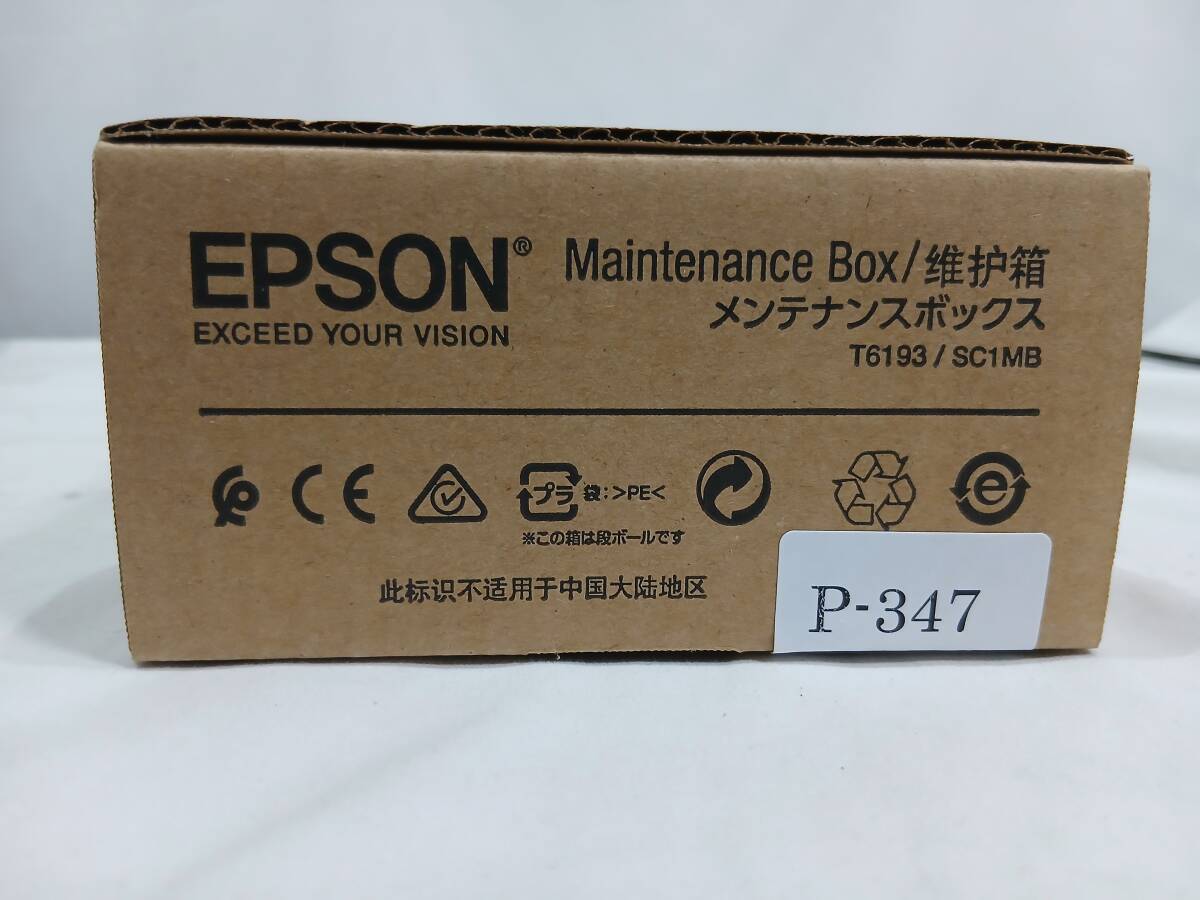 EPSON®
EXCEED YOUR VISION
Maintenance Box/维护箱
メンテナンスボックス
T6193 / SC1MB
CE
プラ 袋:>PE<
※この箱は段ボールです
e
此标识不适用于中国大陆地区
P-347